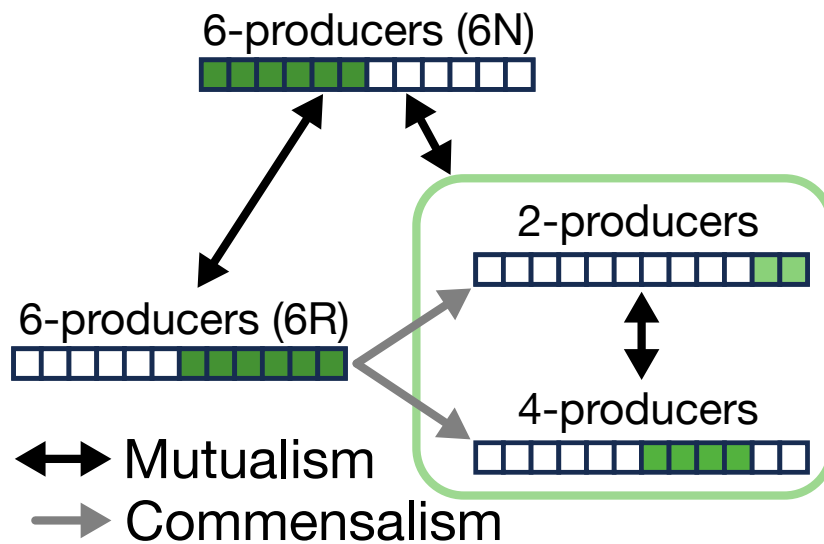 6-producers (6N)
2-producers
6-producers (6R)
4-producers
Mutualism
Commensalism